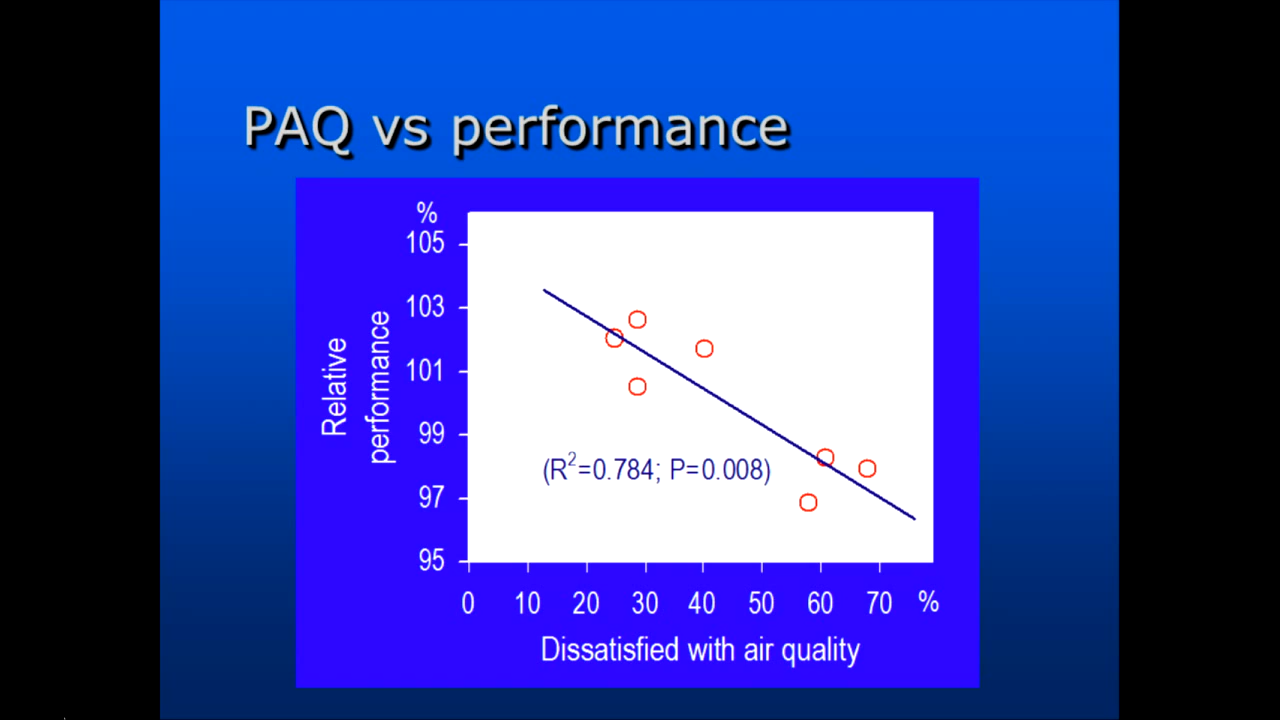 PAQ vs performance
%
105
103
101
99
97
95
Relative
performance
(R²=0.784; P=0.008)
0 10 20 30 40 50 60 70 %
Dissatisfied with air quality